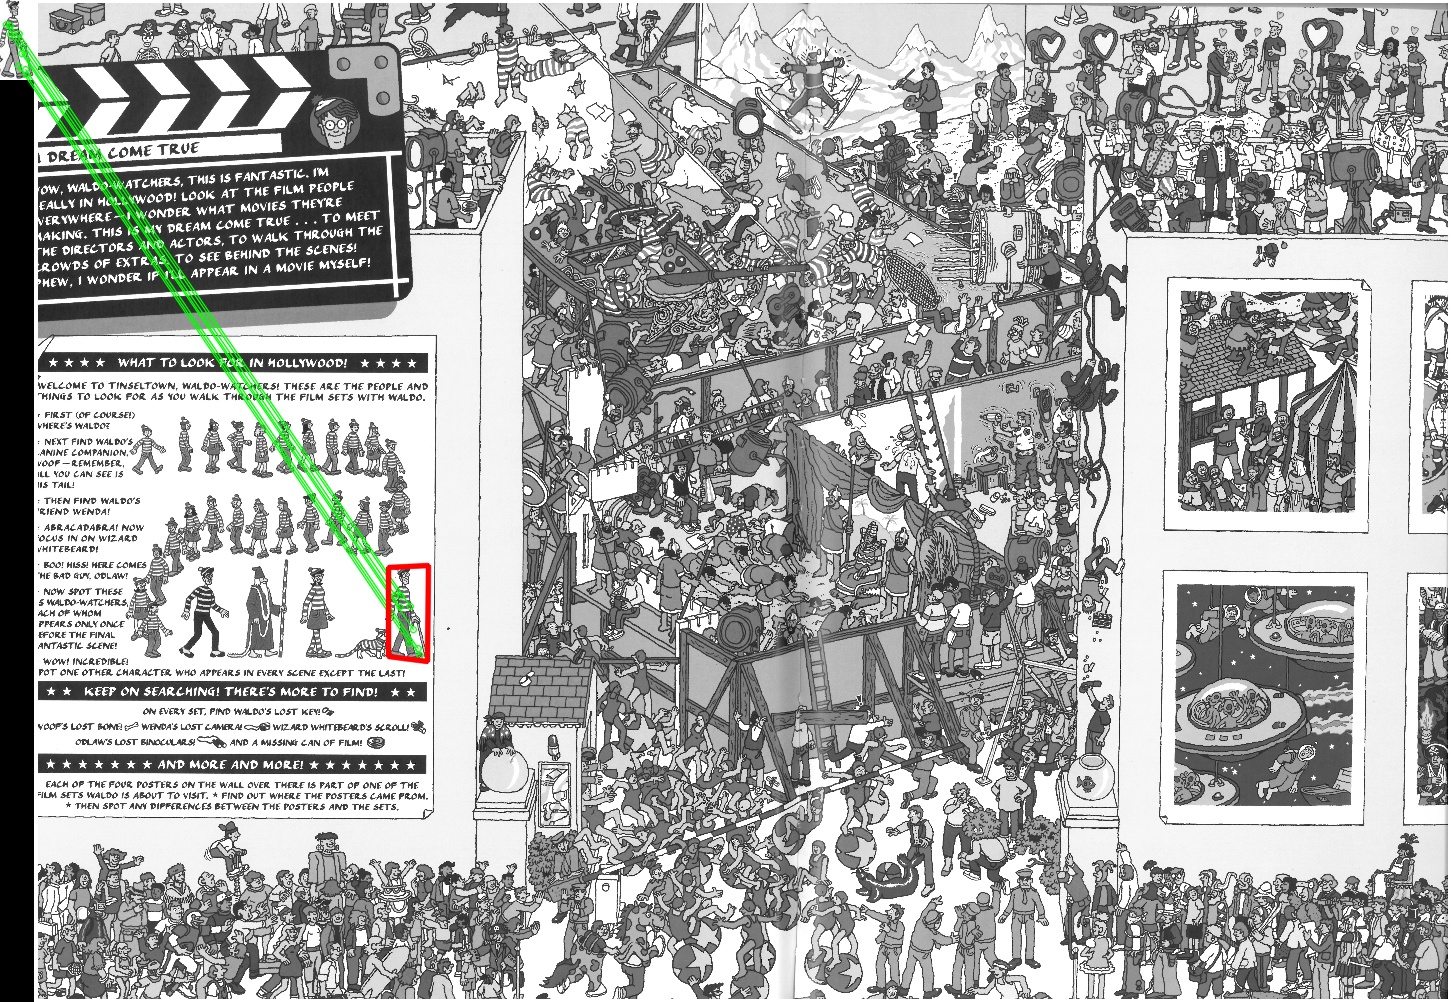 DREAM COME TRUE
OW, WALDO-WATCHERS, THIS IS FANTASTIC. I'M
EALLY IN HOLLYWOOD! LOOK AT THE FILM PEOPLE
VERYWHERE—I WONDER WHAT MOVIES THEY'RE
AKING. THIS IS MY DREAM COME TRUE . . . TO MEET
HE DIRECTORS AND ACTORS, TO WALK THROUGH THE
CROWDS OF EXTRAS, TO SEE BEHIND THE SCENES!
PHEW, I WONDER IF I'LL APPEAR IN A MOVIE MYSELF!
★ ★ ★ ★ WHAT TO LOOK FOR IN HOLLYWOOD! ★ ★ ★ ★
WELCOME TO TINSELTOWN, WALDO-WATCHERS! THESE ARE THE PEOPLE AND
THINGS TO LOOK FOR AS YOU WALK THROUGH THE FILM SETS WITH WALDO.
FIRST (OF COURSE!)
WHERE'S WALDO?
NEXT FIND WALDO'S
CANINE COMPANION,
WOOF—REMEMBER,
ALL YOU CAN SEE IS
HIS TAIL!
THEN FIND WALDO'S
FRIEND WENDA!
ABRACADABRA! NOW
FOCUS IN ON WIZARD
WHITEBEARD!
BOO! HISS! HERE COMES
THE BAD GUY, ODLAW!
NOW SPOT THESE
5 WALDO-WATCHERS,
EACH OF WHOM
APPEARS ONLY ONCE
BEFORE THE FINAL
FANTASTIC SCENE!
WOW! INCREDIBLE!
SPOT ONE OTHER CHARACTER WHO APPEARS IN EVERY SCENE EXCEPT THE LAST!
★ ★ KEEP ON SEARCHING! THERE'S MORE TO FIND! ★ ★
ON EVERY SET, FIND WALDO'S LOST KEY!
WOOF'S LOST BONE! WENDA'S LOST CAMERA! WIZARD WHITEBEARD'S SCROLL!
ODLAW'S LOST BINOCULARS! AND A MISSING CAN OF FILM!
★ ★ ★ ★ ★ ★ ★ AND MORE AND MORE! ★ ★ ★ ★ ★ ★ ★
EACH OF THE FOUR POSTERS ON THE WALL OVER THERE IS PART OF ONE OF THE
FILM SETS WALDO IS ABOUT TO VISIT. ★ FIND OUT WHERE THE POSTERS CAME FROM.
★ THEN SPOT ANY DIFFERENCES BETWEEN THE POSTERS AND THE SETS.